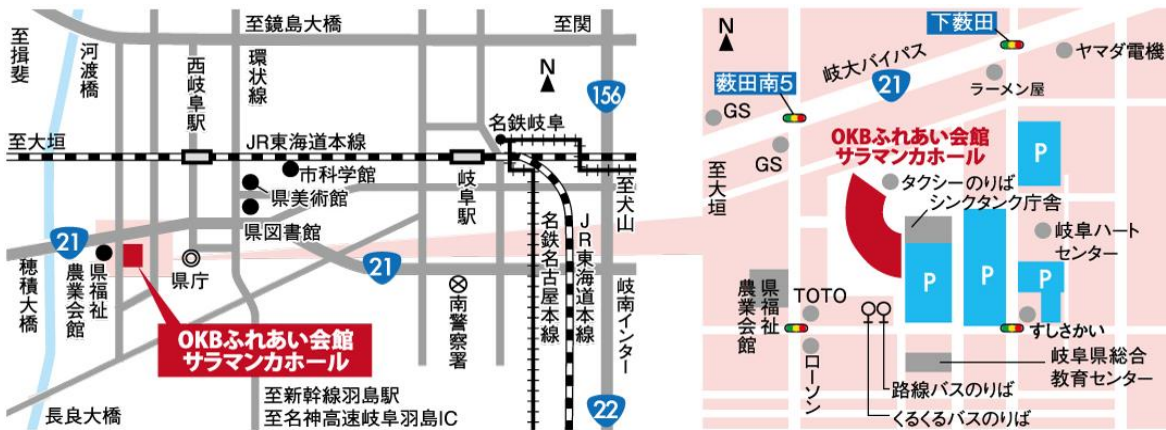 至鏡島大橋
至関
至揖斐
河渡橋
西岐阜駅
環状線
N
156
名鉄岐阜
至大垣
JR東海道本線
市科学館
県美術館
県図書館
岐阜駅
至犬山
21
県福祉
農業会館
県庁
21
穂積大橋
南警察署
名鉄名古屋本線
JR東海道本線
岐南インター
OKBふれあい会館
サラマンカホール
長良大橋
至新幹線羽島駅
至名神高速岐阜羽島IC
22
N
下薮田
ヤマダ電機
岐大バイパス
21
ラーメン屋
薮田南5
GS
GS
至大垣
OKBふれあい会館
サラマンカホール
P
タクシーのりば
シンクタンク庁舎
岐阜ハート
センター
P
P
P
県福祉
農業会館
TOTO
すしさかい
ローソン
岐阜県総合
教育センター
路線バスのりば
くるくるバスのりば